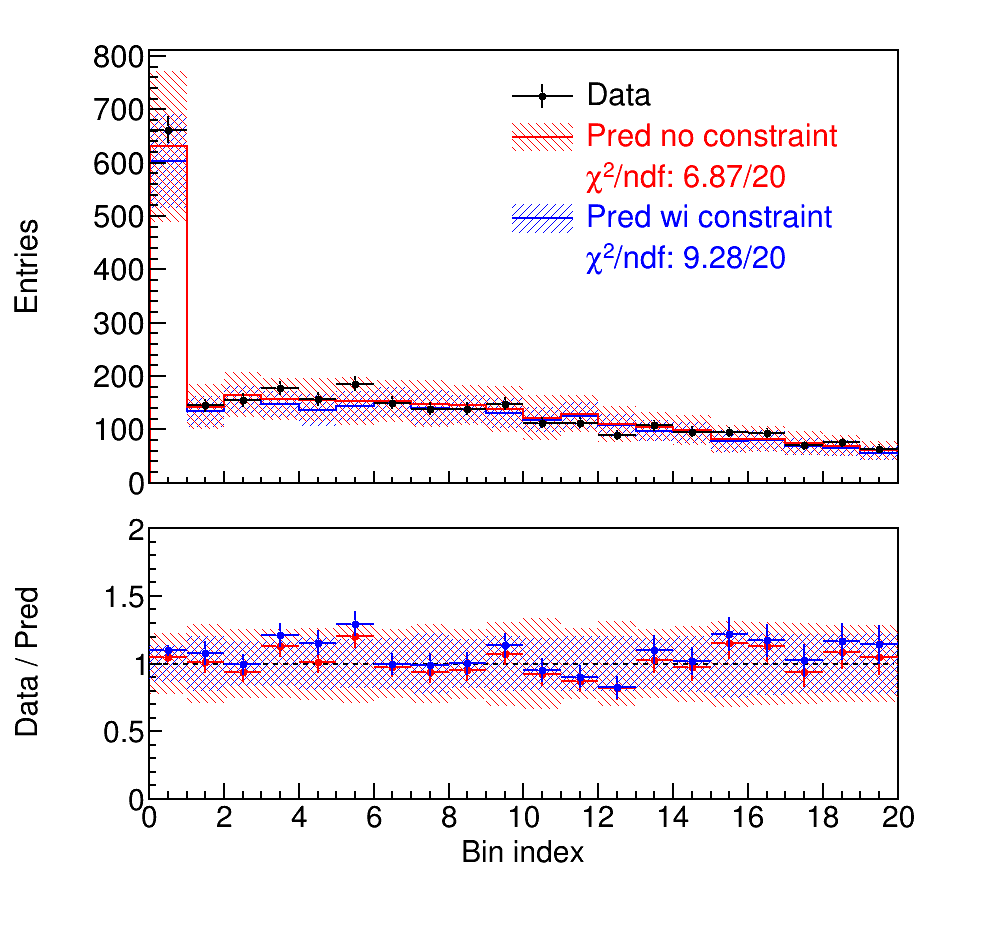 800
700
600
500
400
300
200
100
0
Entries
Data
Pred no constraint
χ²/ndf: 6.87/20
Pred wi constraint
χ²/ndf: 9.28/20
2
1.5
1
0.5
0
Data / Pred
0 2 4 6 8 10 12 14 16 18 20
Bin index